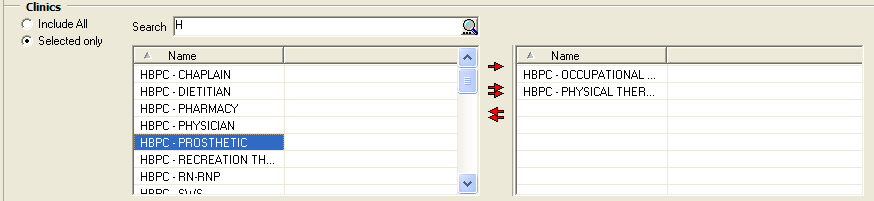 Clinics
Include All
Selected only
Search H
Name
HBPC - CHAPLAIN
HBPC - DIETITIAN
HBPC - PHARMACY
HBPC - PHYSICIAN
HBPC - PROSTHETIC
HBPC - RECREATION TH...
HBPC - RN-RNP
HBPC - SWS
Name
HBPC - OCCUPATIONAL ...
HBPC - PHYSICAL THER...